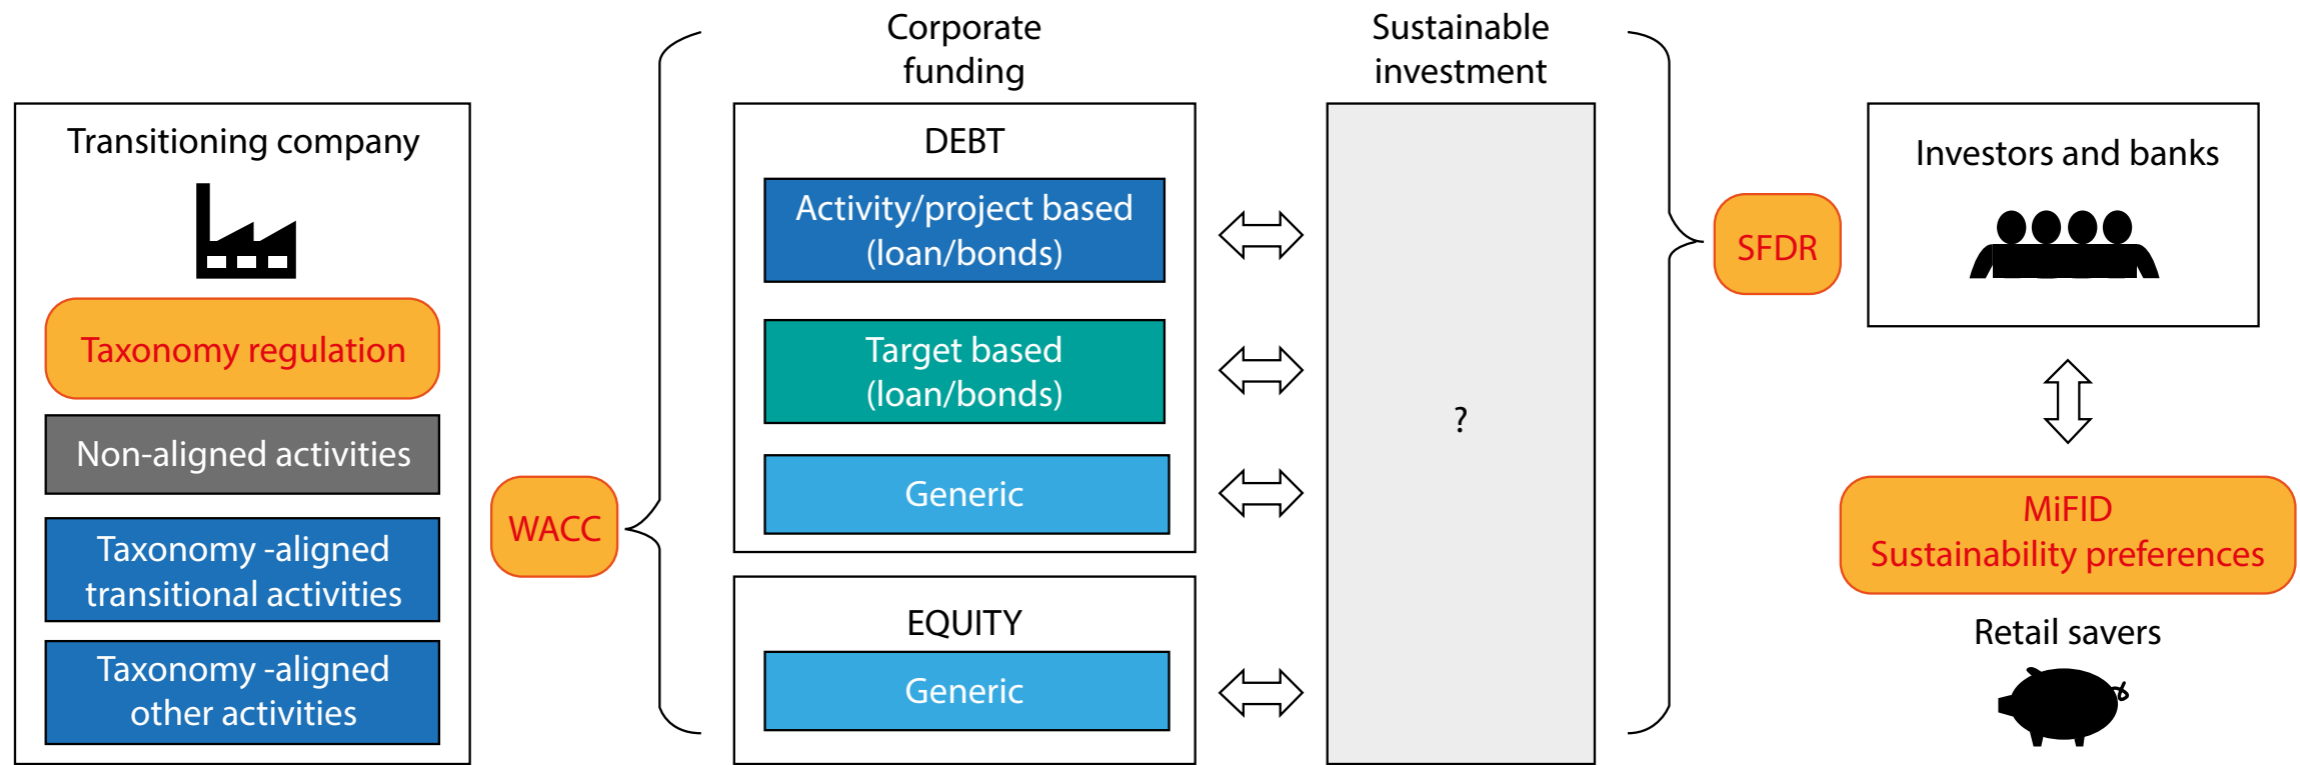 Transitioning company
Taxonomy regulation
Non-aligned activities
Taxonomy -aligned
transitional activities
Taxonomy -aligned
other activities
WACC
Corporate
funding
DEBT
Activity/project based
(loan/bonds)
Target based
(loan/bonds)
Generic
EQUITY
Generic
Sustainable
investment
?
SFDR
Investors and banks
MiFID
Sustainability preferences
Retail savers